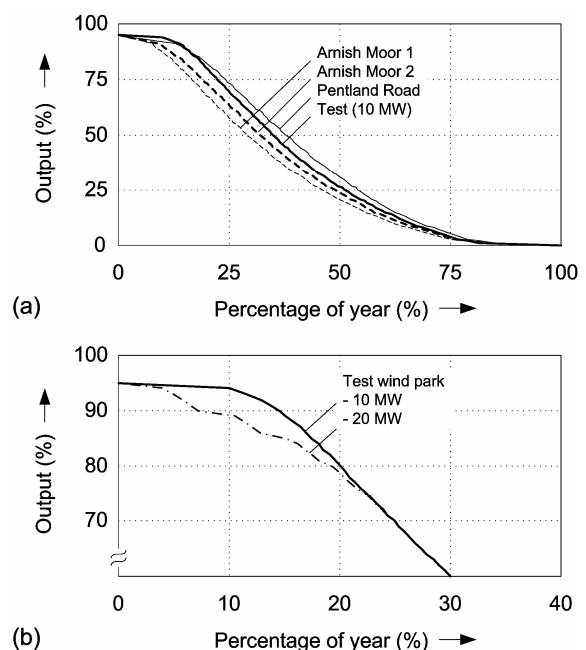 100
75
50
25
0
Output (%)
Arnish Moor 1
Arnish Moor 2
Pentland Road
Test (10 MW)
0 25 50 75 100
(a) Percentage of year (%)
100
90
80
70
Output (%)
Test wind park
- 10 MW
- 20 MW
0 10 20 30 40
(b) Percentage of year (%)